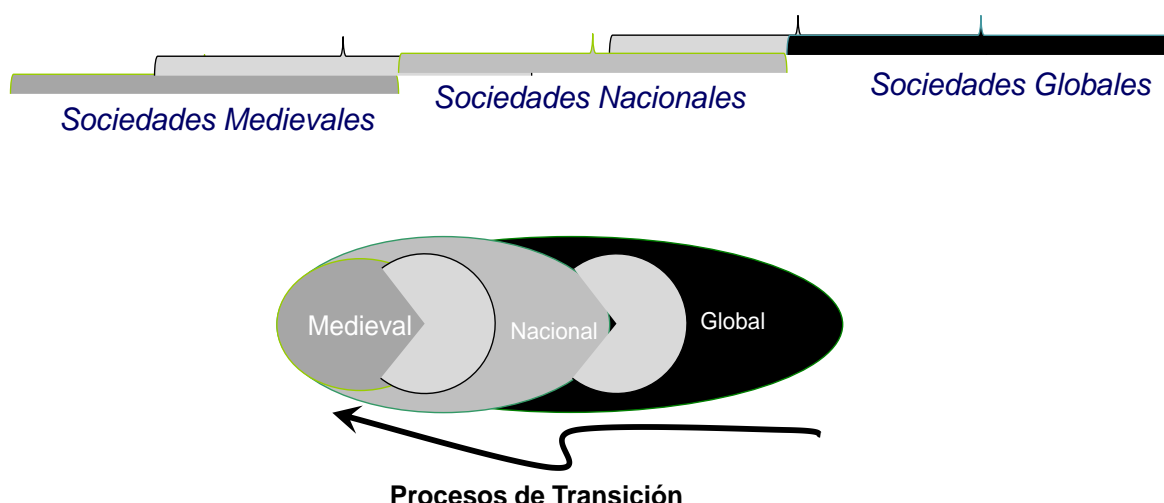 Sociedades Medievales
Sociedades Nacionales
Sociedades Globales
Medieval
Nacional
Global
Procesos de Transición